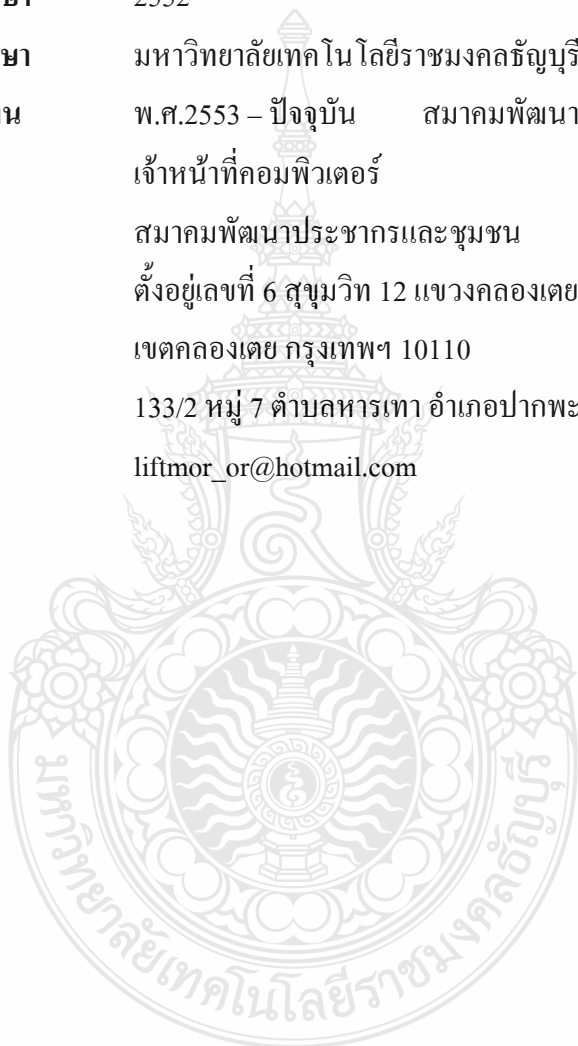 2552
มหาวิทยาลัยเทคโนโลยีราชมงคลธัญบุรี
พ.ศ.2553 – ปัจจุบัน สมาคมพัฒนา
เจ้าหน้าที่คอมพิวเตอร์
สมาคมพัฒนาประชากรและชุมชน
ตั้งอยู่เลขที่ 6 สุขุมวิท 12 แขวงคลองเตย
เขตคลองเตย กรุงเทพฯ 10110
133/2 หมู่ 7 ตำบลหารเทา อำเภอปากพะ
liftmor_or@hotmail.com
มหาวิทยาลัยเทคโนโลยีราชมงคลธัญบุรี